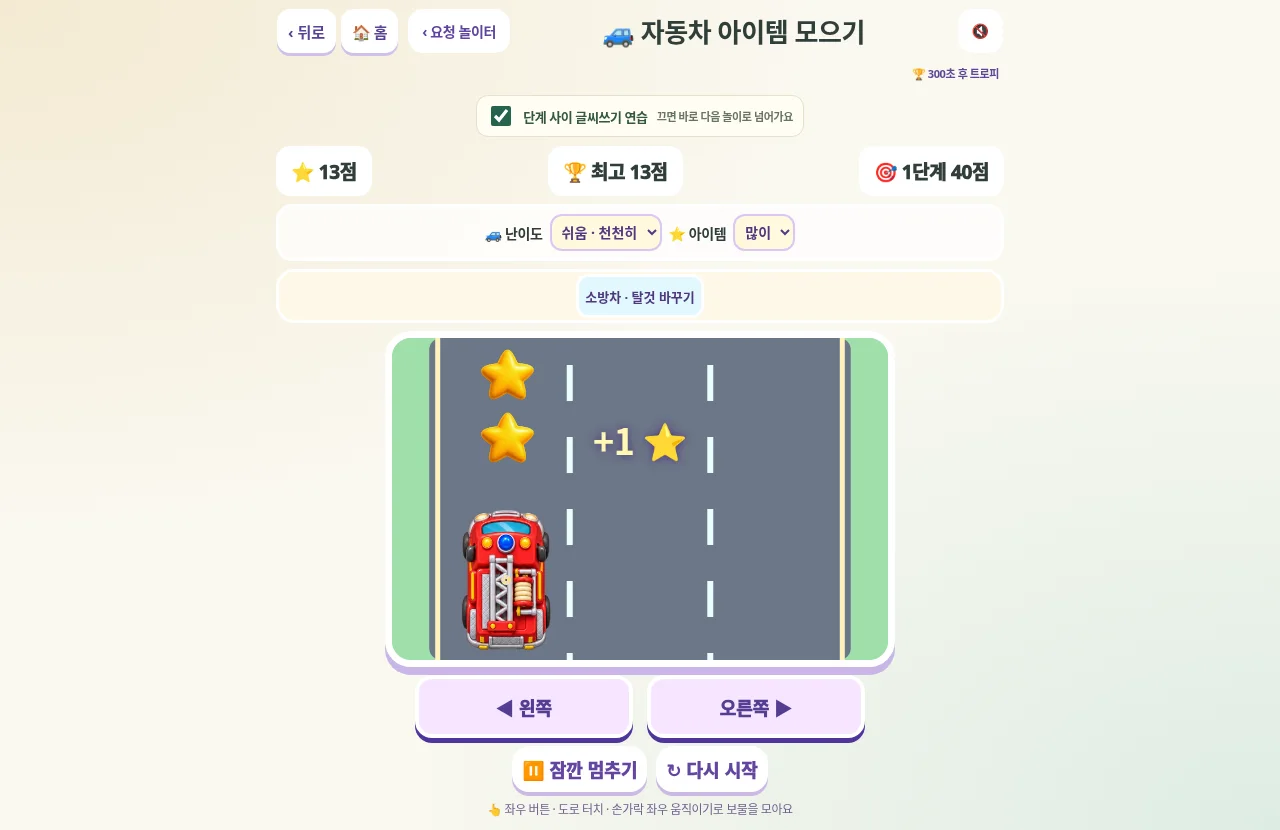 ‹ 뒤로
🏠 홈
‹ 요청 놀이터
🚙 자동차 아이템 모으기
🏆 300초 후 트로피
단계 사이 글씨쓰기 연습 끄면 바로 다음 놀이로 넘어가요
⭐ 13점
🏆 최고 13점
🎯 1단계 40점
🚙 난이도 쉬움 · 천천히 ⭐ 아이템 많이
소방차 · 탈것 바꾸기
+1 ⭐
◀ 왼쪽
오른쪽 ▶
⏸ 잠깐 멈추기
↻ 다시 시작
👆 좌우 버튼 · 도로 터치 · 손가락 좌우 움직이기로 보물을 모아요